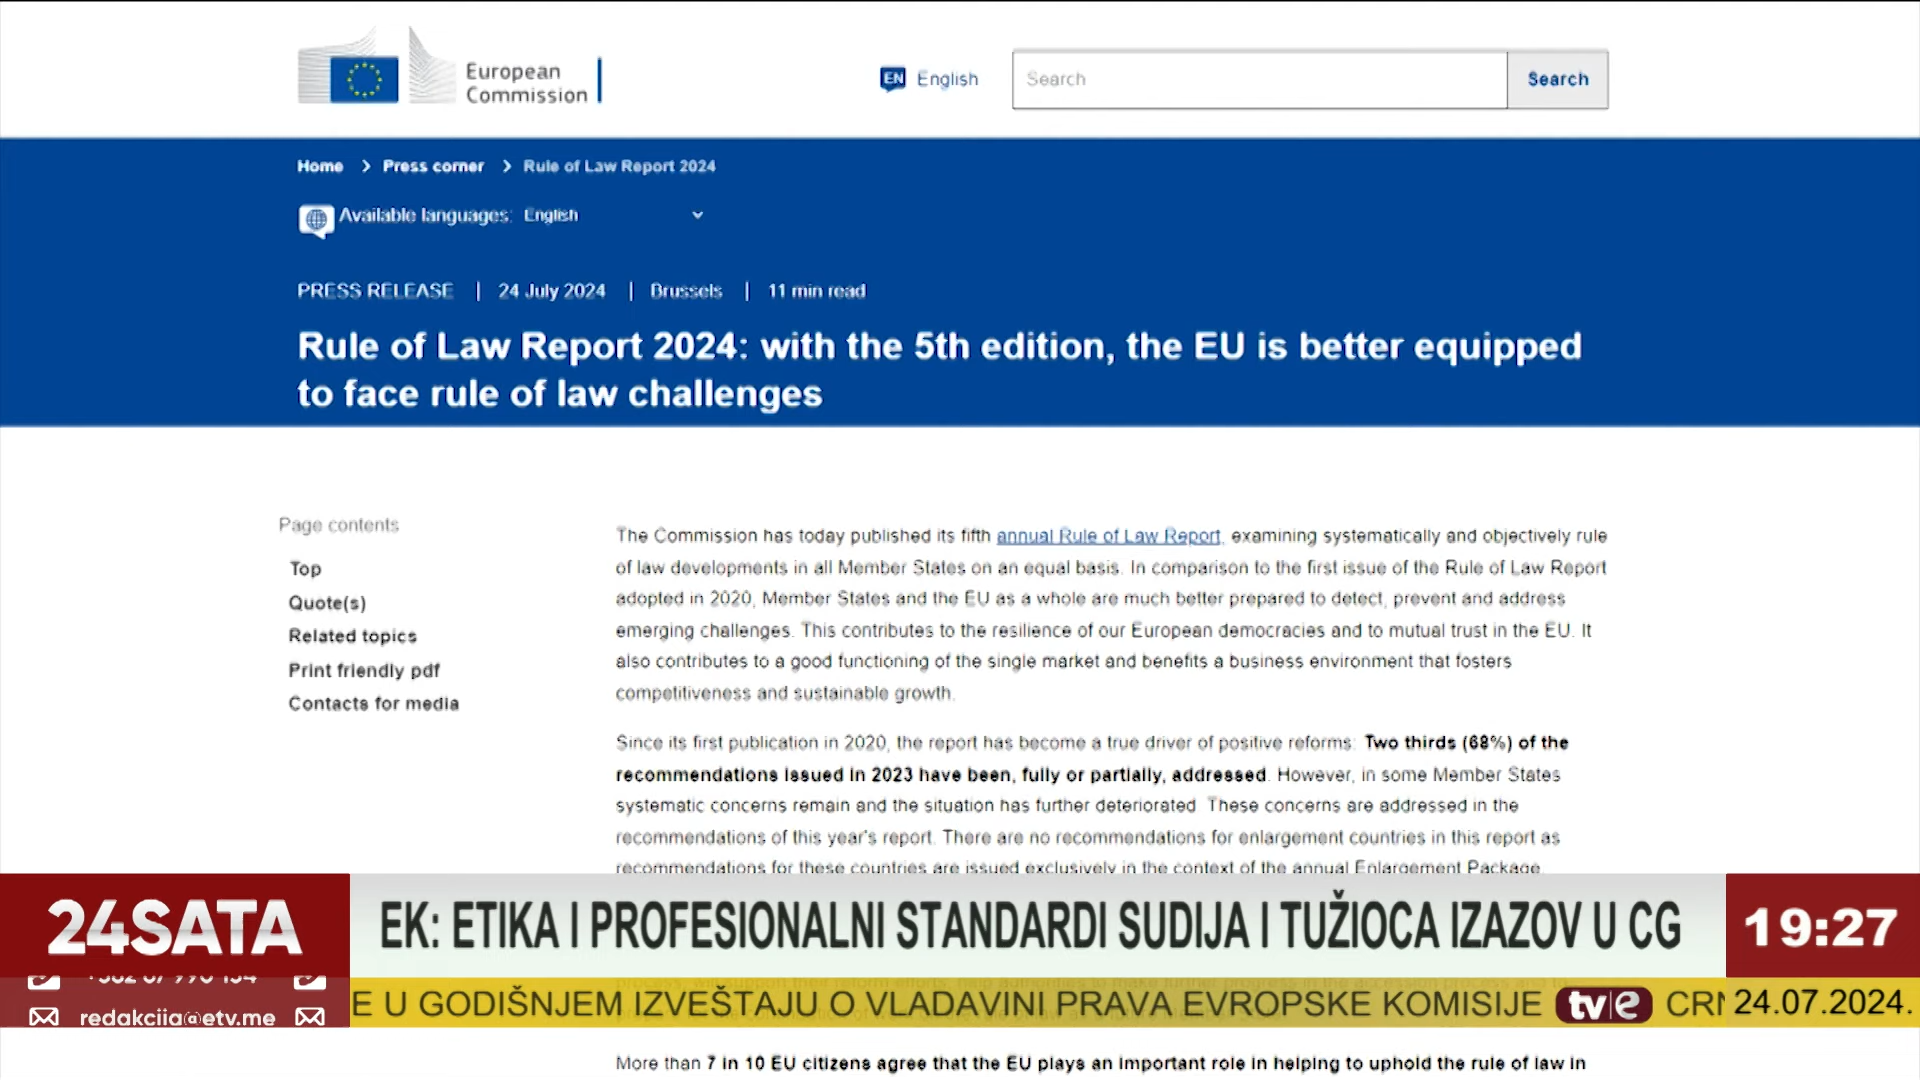 European
Commission
EN English
Search
Search
Home > Press corner > Rule of Law Report 2024
Available languages: English
PRESS RELEASE | 24 July 2024 | Brussels | 11 min read
Rule of Law Report 2024: with the 5th edition, the EU is better equipped
to face rule of law challenges
Page contents
Top
Quote(s)
Related topics
Print friendly pdf
Contacts for media
The Commission has today published its fifth annual Rule of Law Report, examining systematically and objectively rule
of law developments in all Member States on an equal basis. In comparison to the first issue of the Rule of Law Report
adopted in 2020, Member States and the EU as a whole are much better prepared to detect, prevent and address
emerging challenges. This contributes to the resilience of our European democracies and to mutual trust in the EU. It
also contributes to a good functioning of the single market and benefits a business environment that fosters
competitiveness and sustainable growth.
Since its first publication in 2020, the report has become a true driver of positive reforms: Two thirds (68%) of the
recommendations issued in 2023 have been, fully or partially, addressed. However, in some Member States
systematic concerns remain and the situation has further deteriorated. These concerns are addressed in the
recommendations of this year's report. There are no recommendations for enlargement countries in this report as
recommendations for these countries are issued exclusively in the context of the annual Enlargement Package.
24SATA
EK: ETIKA I PROFESIONALNI STANDARDI SUDIJA I TUŽIOCA IZAZOV U CG
19:27
redakcija@etv.me
E U GODIŠNJEM IZVEŠTAJU O VLADAVINI PRAVA EVROPSKE KOMISIJE tv|e CRN
24.07.2024.
More than 7 in 10 EU citizens agree that the EU plays an important role in helping to uphold the rule of law in